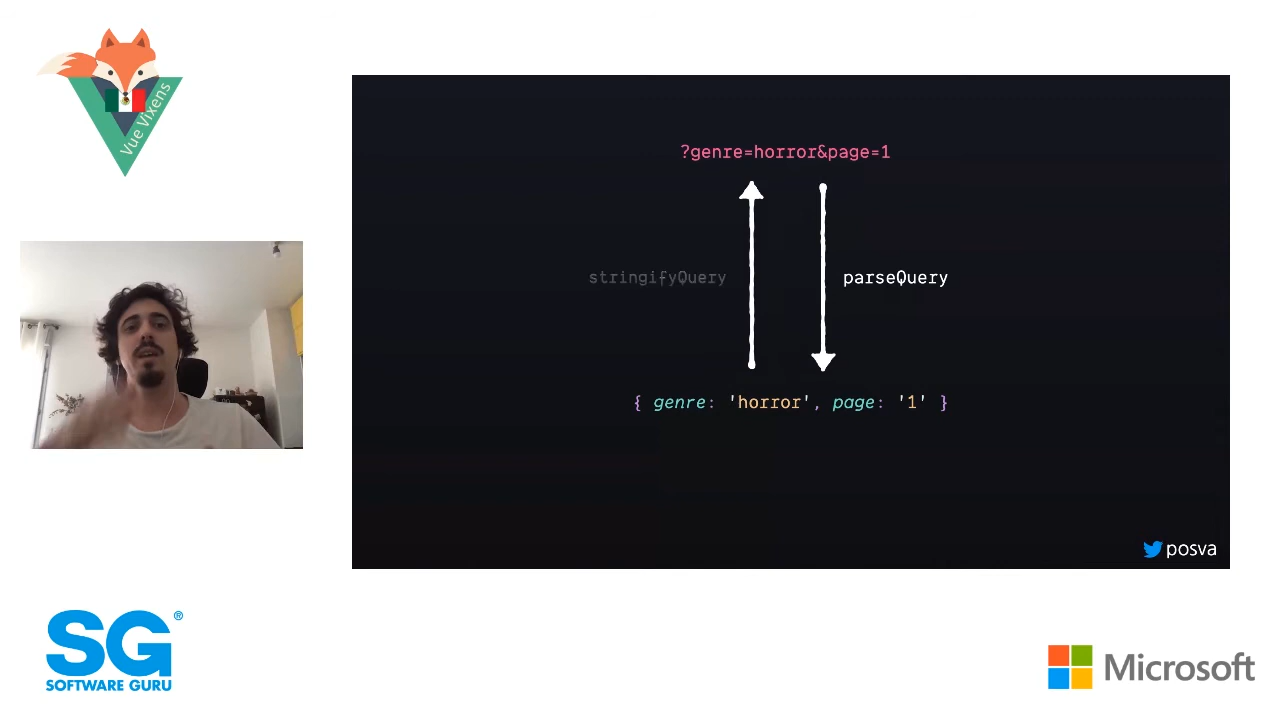 Vue Vixens
?genre=horror&page=1
stringifyQuery
parseQuery
{ genre: 'horror', page: '1' }
posva
SG®
SOFTWARE GURU
Microsoft